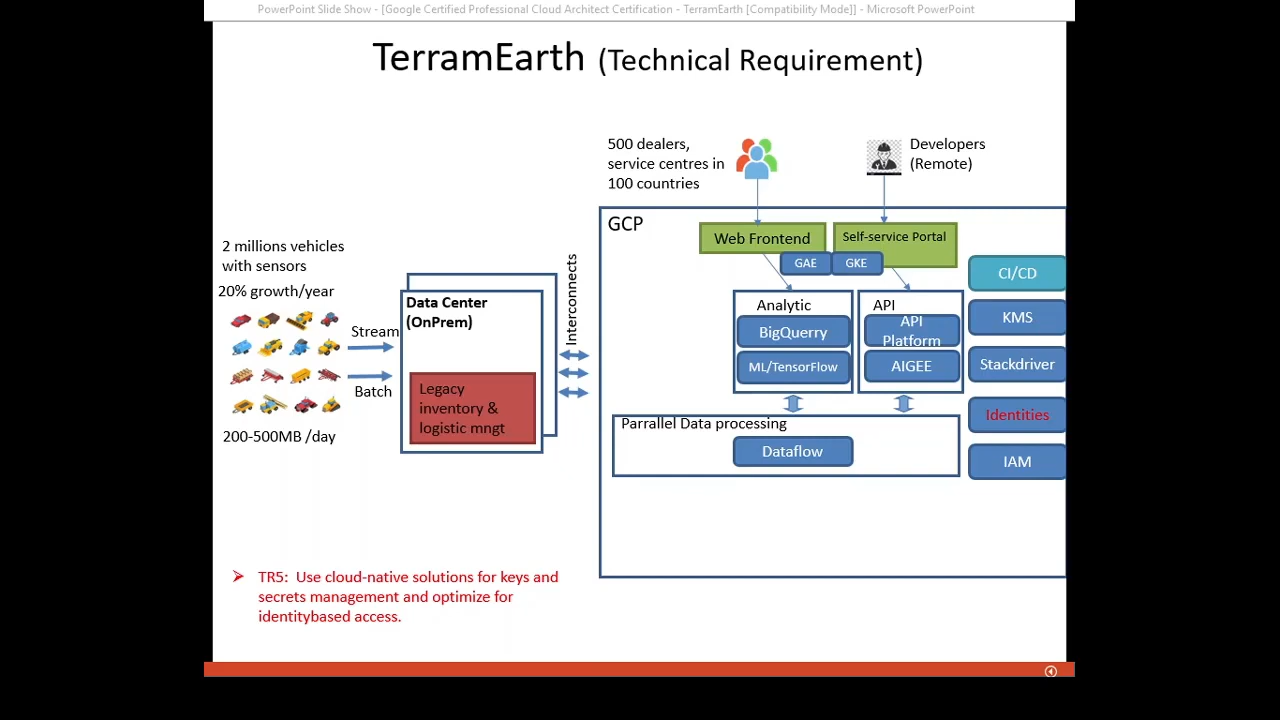 PowerPoint Slide Show - [Google Certified Professional Cloud Architect Certification - TerramEarth [Compatibility Mode]] - Microsoft PowerPoint
TerramEarth (Technical Requirement)
500 dealers,
service centres in
100 countries
Developers
(Remote)
GCP
Web Frontend
Self-service Portal
GAE
GKE
2 millions vehicles
with sensors
20% growth/year
Stream
Batch
200-500MB /day
Data Center
(OnPrem)
Legacy
inventory &
logistic mngt
Interconnects
Analytic
BigQuerry
ML/TensorFlow
API
API
Platform
AIGEE
Parrallel Data processing
Dataflow
CI/CD
KMS
Stackdriver
Identities
IAM
TR5: Use cloud-native solutions for keys and
secrets management and optimize for
identitybased access.